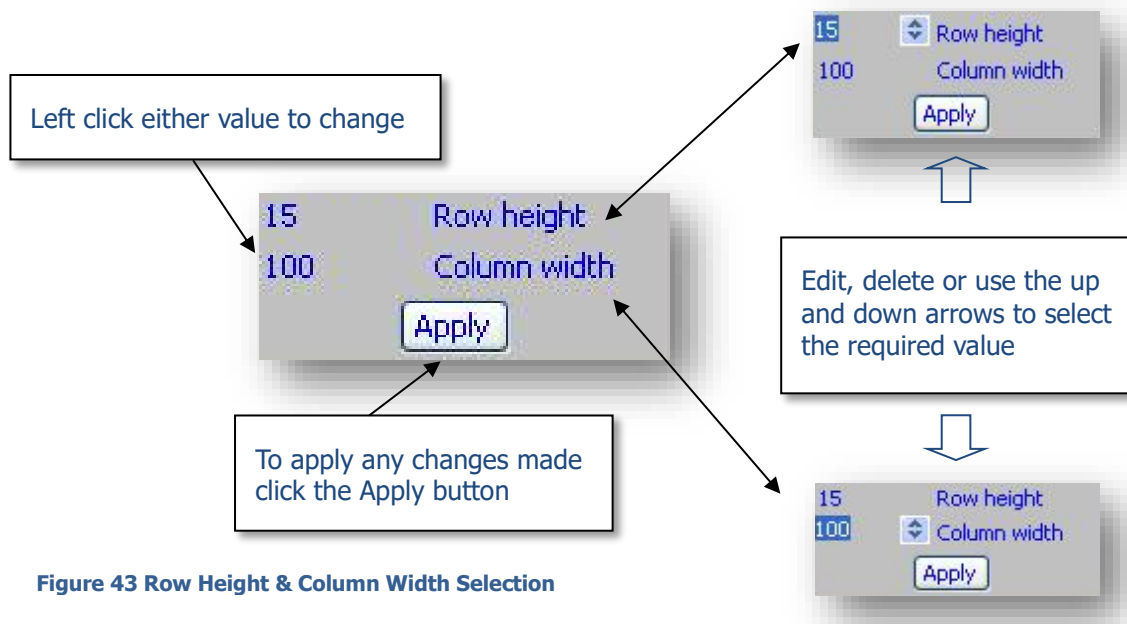 15 Row height
100 Column width
Apply
Left click either value to change
15 Row height
100 Column width
Apply
Edit, delete or use the up
and down arrows to select
the required value
To apply any changes made
click the Apply button
15 Row height
100 Column width
Apply
Figure 43 Row Height & Column Width Selection